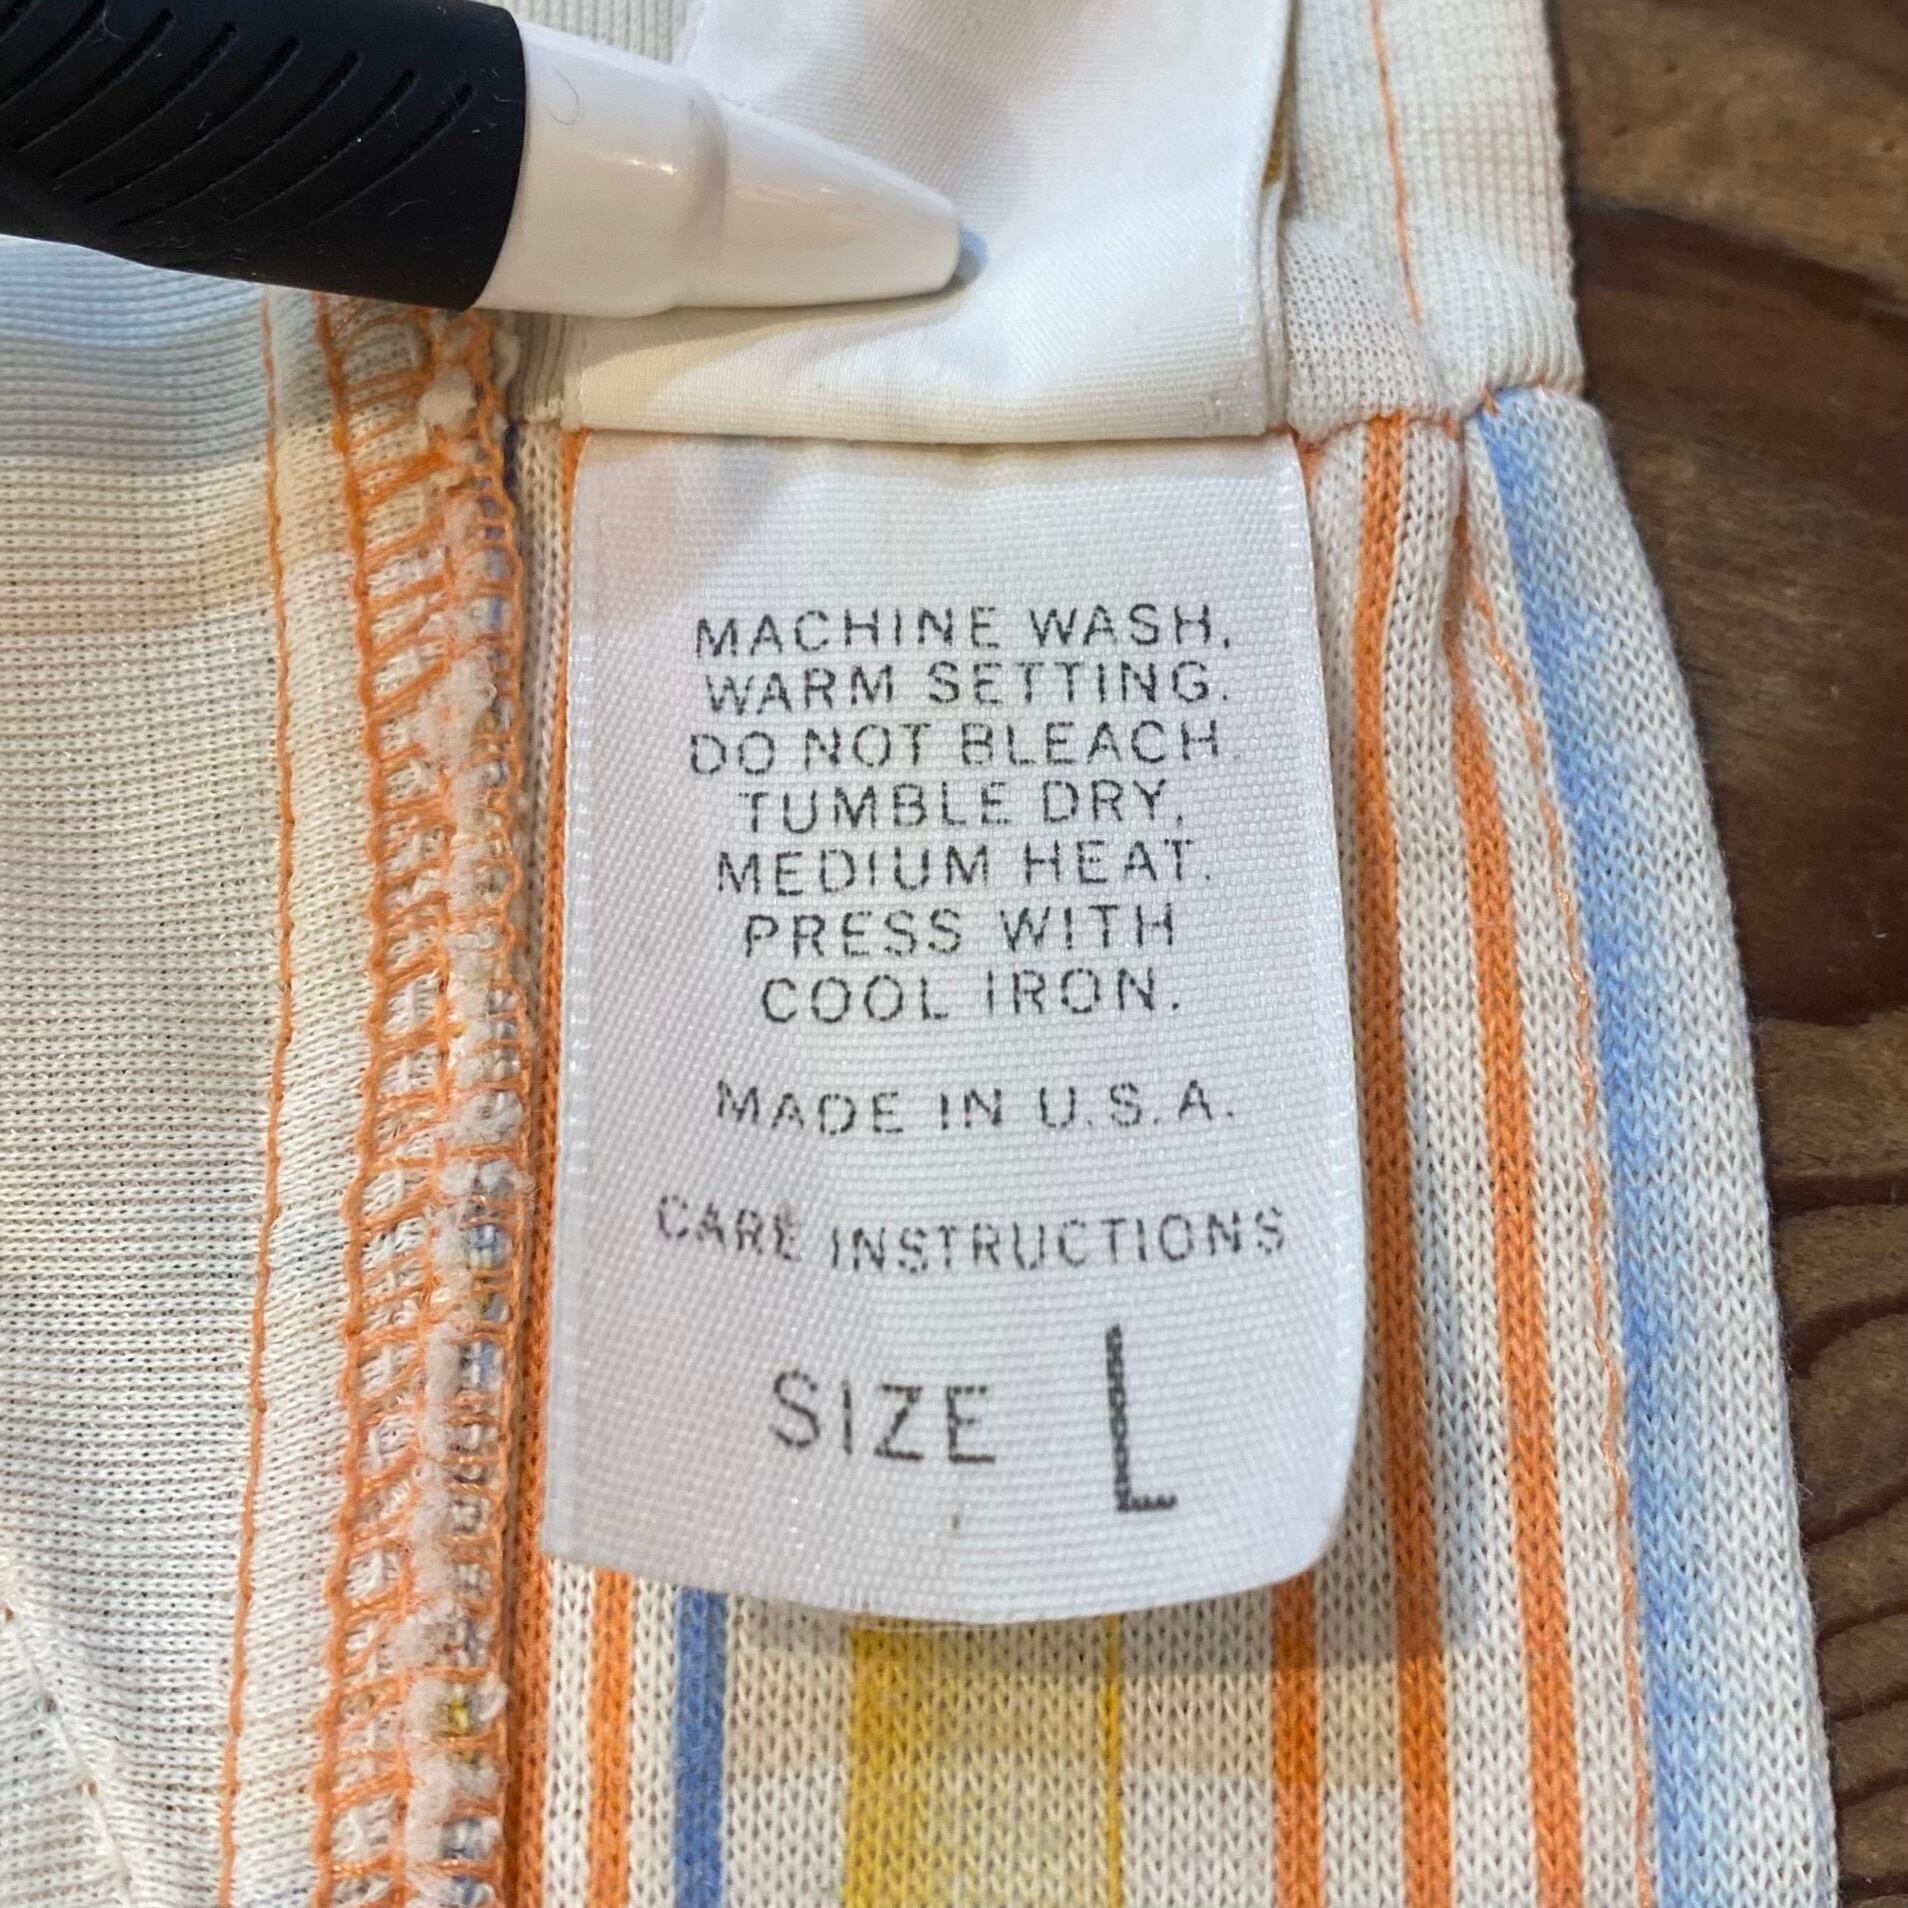 MACHINE WASH,
WARM SETTING.
DO NOT BLEACH.
TUMBLE DRY,
MEDIUM HEAT.
PRESS WITH
COOL IRON.
MADE IN U.S.A.
CARE INSTRUCTIONS
SIZE L